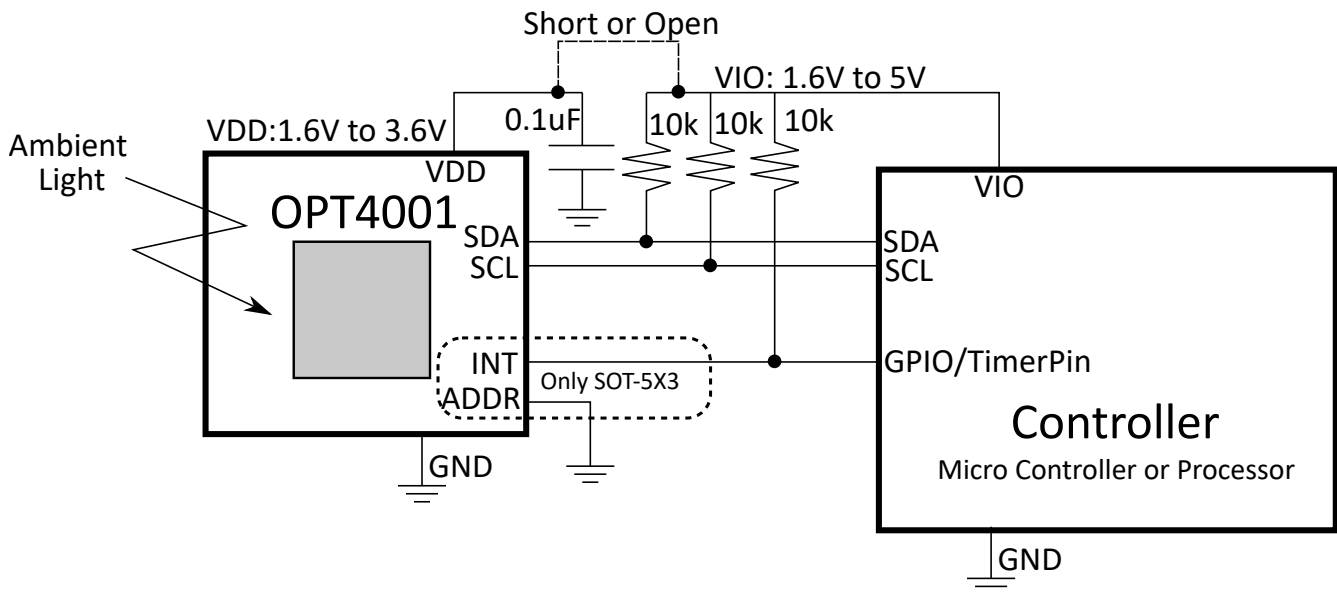 Short or Open
VIO: 1.6V to 5V
0.1uF
10k
10k
10k
VDD:1.6V to 3.6V
Ambient
Light
VDD
VIO
OPT4001
SDA
SCL
SDA
SCL
INT
Only SOT-5X3
ADDR
GPIO/TimerPin
Controller
Micro Controller or Processor
GND
GND